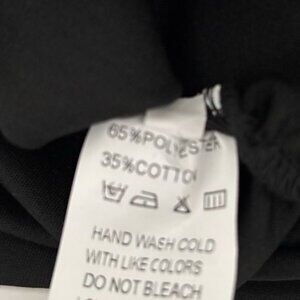 65%POLYESTER
35%COTTON
HAND WASH COLD
WITH LIKE COLORS
DO NOT BLEACH